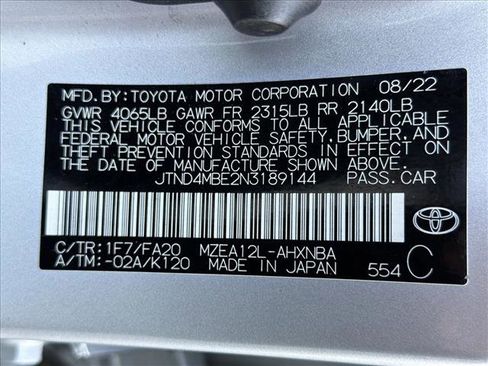 MFD. BY: TOYOTA MOTOR CORPORATION 08/22
GVWR 4065LB GAWR FR 2315LB RR 2140LB
THIS VEHICLE CONFORMS TO ALL APPLICABLE
FEDERAL MOTOR VEHICLE SAFETY, BUMPER, AND
THEFT PREVENTION STANDARDS IN EFFECT ON
THE DATE OF MANUFACTURE SHOWN ABOVE.
JTND4MBE2N3189144 PASS. CAR
C/TR: 1F7/FA20 MZEA12L-AHXNBA
A/TM: -02A/K120 MADE IN JAPAN 554 C
TOYOTA